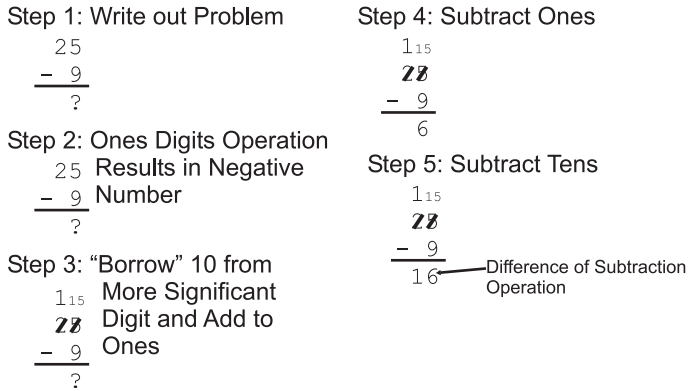 Step 1: Write out Problem
25
- 9
?
Step 2: Ones Digits Operation
25 Results in Negative
- 9 Number
?
Step 3: “Borrow” 10 from
1 15 More Significant
25 Digit and Add to
- 9 Ones
?
Step 4: Subtract Ones
1 15
25
- 9
6
Step 5: Subtract Tens
1 15
25
- 9
16
Difference of Subtraction
Operation